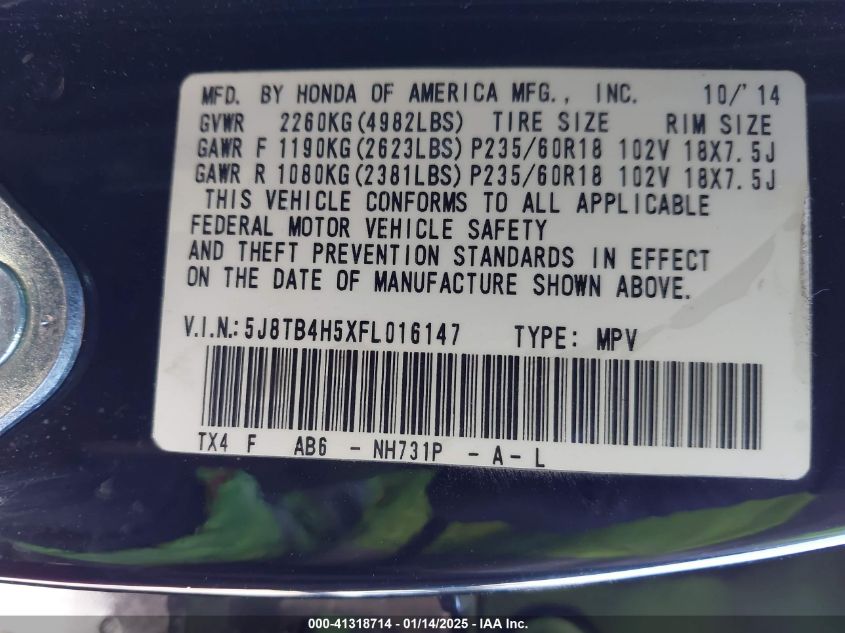 MFD. BY HONDA OF AMERICA MFG., INC. 10/'14
GVWR 2260KG(4982LBS) TIRE SIZE RIM SIZE
GAWR F 1190KG(2623LBS) P235/60R18 102V 18X7.5J
GAWR R 1080KG(2381LBS) P235/60R18 102V 18X7.5J
THIS VEHICLE CONFORMS TO ALL APPLICABLE
FEDERAL MOTOR VEHICLE SAFETY
AND THEFT PREVENTION STANDARDS IN EFFECT
ON THE DATE OF MANUFACTURE SHOWN ABOVE.
V.I.N.: 5J8TB4H5XFL016147 TYPE: MPV
TX4 F AB6 - NH731P - A - L
000-41318714 - 01/14/2025 - IAA Inc.